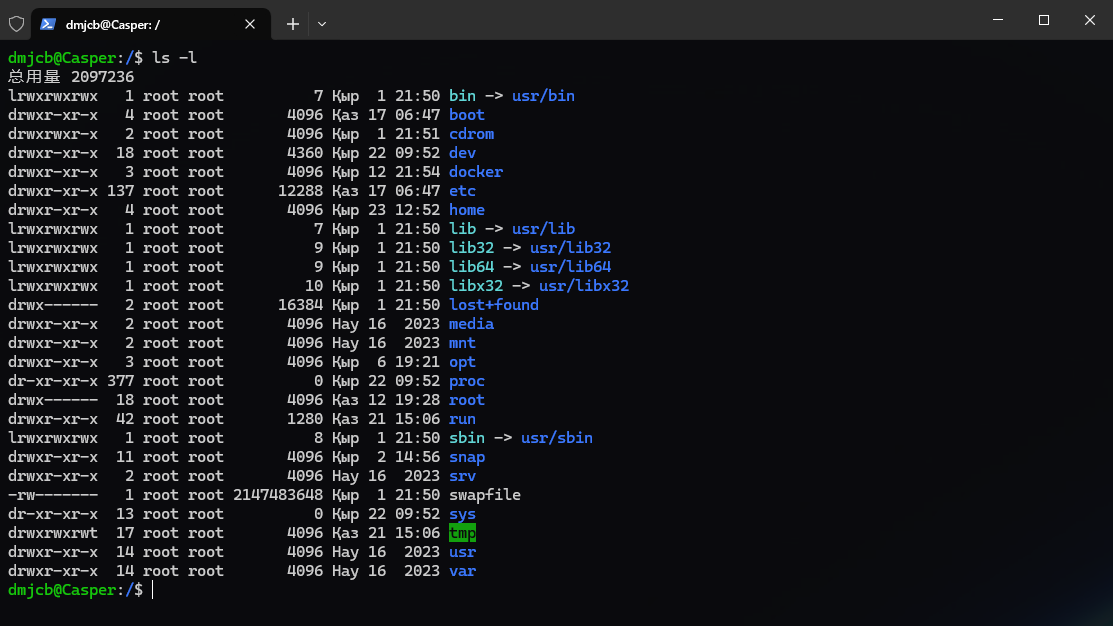 dmjcb@Casper: /
dmjcb@Casper:/$ ls -l
总用量 2097236
lrwxrwxrwx   1 root root          7 Қыр  1 21:50 bin -> usr/bin
drwxr-xr-x   4 root root       4096 Қаз 17 06:47 boot
drwxrwxr-x   2 root root       4096 Қыр  1 21:51 cdrom
drwxr-xr-x  18 root root       4360 Қыр 22 09:52 dev
drwxr-xr-x   3 root root       4096 Қыр 12 21:54 docker
drwxr-xr-x 137 root root      12288 Қаз 17 06:47 etc
drwxr-xr-x   4 root root       4096 Қыр 23 12:52 home
lrwxrwxrwx   1 root root          7 Қыр  1 21:50 lib -> usr/lib
lrwxrwxrwx   1 root root          9 Қыр  1 21:50 lib32 -> usr/lib32
lrwxrwxrwx   1 root root          9 Қыр  1 21:50 lib64 -> usr/lib64
lrwxrwxrwx   1 root root         10 Қыр  1 21:50 libx32 -> usr/libx32
drwx------   2 root root      16384 Қыр  1 21:50 lost+found
drwxr-xr-x   2 root root       4096 Нау 16  2023 media
drwxr-xr-x   2 root root       4096 Нау 16  2023 mnt
drwxr-xr-x   3 root root       4096 Қыр  6 19:21 opt
dr-xr-xr-x 377 root root          0 Қыр 22 09:52 proc
drwx------  18 root root       4096 Қаз 12 19:28 root
drwxr-xr-x  42 root root       1280 Қаз 21 15:06 run
lrwxrwxrwx   1 root root          8 Қыр  1 21:50 sbin -> usr/sbin
drwxr-xr-x  11 root root       4096 Қыр  2 14:56 snap
drwxr-xr-x   2 root root       4096 Нау 16  2023 srv
-rw-------   1 root root 2147483648 Қыр  1 21:50 swapfile
dr-xr-xr-x  13 root root          0 Қыр 22 09:52 sys
drwxrwxrwt  17 root root       4096 Қаз 21 15:06 tmp
drwxr-xr-x  14 root root       4096 Нау 16  2023 usr
drwxr-xr-x  14 root root       4096 Нау 16  2023 var
dmjcb@Casper:/$